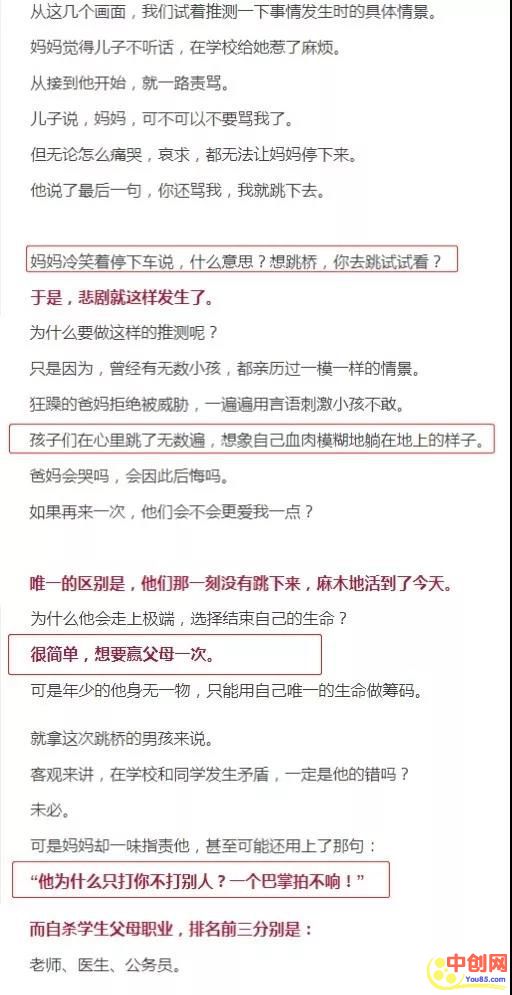 从这几个画面，我们试着推测一下事情发生时的具体情景。
妈妈觉得儿子不听话，在学校给她惹了麻烦。
从接到他开始，就一路责骂。
儿子说，妈妈，可不可以不要骂我了。
但无论怎么痛哭，哀求，都无法让妈妈停下来。
他说了最后一句，你还骂我，我就跳下去。
妈妈冷笑着停下车说，什么意思？想跳桥，你去跳试试看？
于是，悲剧就这样发生了。
为什么要做这样的推测呢？
只是因为，曾经有无数小孩，都亲历过一模一样的情景。
狂躁的爸妈拒绝被威胁，一遍遍用言语刺激小孩不敢。
孩子们在心里跳了无数遍，想象自己血肉模糊地躺在地上的样子。
爸妈会哭吗，会因此后悔吗。
如果再来一次，他们会不会更爱我一点？
唯一的区别是，他们那一刻没有跳下来，麻木地活到了今天。
为什么他会走上极端，选择结束自己的生命？
很简单，想要赢父母一次。
可是年少的他身无一物，只能用自己唯一的生命做筹码。
就拿这次跳桥的男孩来说。
客观来讲，在学校和同学发生矛盾，一定是他的错吗？
未必。
可是妈妈却一味指责他，甚至可能还用上了那句：
“他为什么只打你不打别人？一个巴掌拍不响！”
而自杀学生父母职业，排名前三分别是：
老师、医生、公务员。
中创网
You85.com